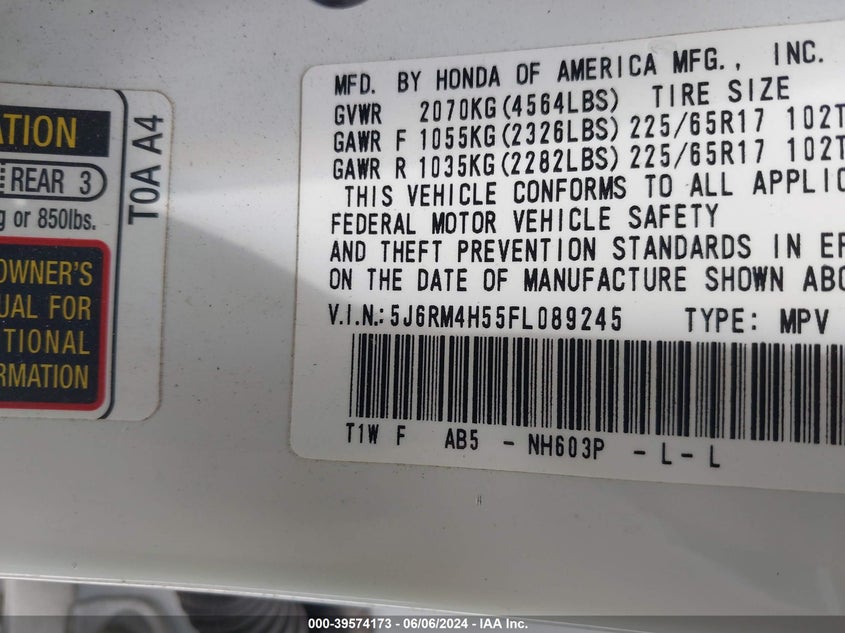 ATION
REAR 3
g or 850lbs.
OWNER'S
UAL FOR
TIONAL
RMATION
T0A A4
MFD. BY HONDA OF AMERICA MFG., INC.
GVWR 2070KG(4564LBS) TIRE SIZE
GAWR F 1055KG(2326LBS) 225/65R17 102T
GAWR R 1035KG(2282LBS) 225/65R17 102T
THIS VEHICLE CONFORMS TO ALL APPLIC
FEDERAL MOTOR VEHICLE SAFETY
AND THEFT PREVENTION STANDARDS IN EF
ON THE DATE OF MANUFACTURE SHOWN ABO
V.I.N.: 5J6RM4H55FL089245 TYPE: MPV
T1W F AB5 - NH603P - L - L
000-39574173 - 06/06/2024 - IAA Inc.